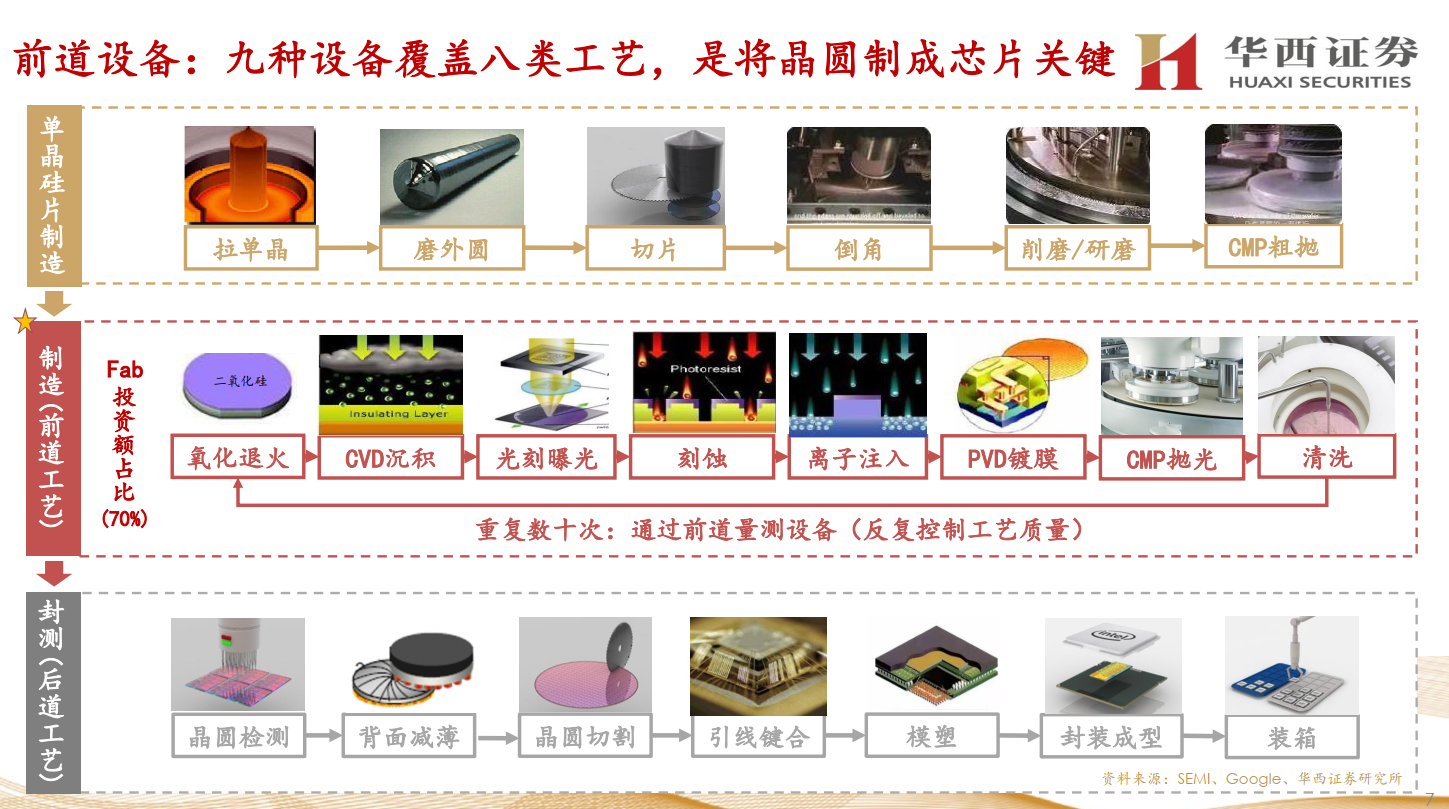 前道设备：九种设备覆盖八类工艺，是将晶圆制成芯片关键
华西证券
HUAXI SECURITIES
单晶硅片制造
拉单晶
磨外圆
切片
倒角
削磨/研磨
CMP粗抛
制造(前道工艺)
Fab
投资额占比
(70%)
二氧化硅
Insulating Layer
Photoresist
氧化退火
CVD沉积
光刻曝光
刻蚀
离子注入
PVD镀膜
CMP抛光
清洗
重复数十次：通过前道量测设备（反复控制工艺质量）
封测(后道工艺)
intel
晶圆检测
背面减薄
晶圆切割
引线键合
模塑
封装成型
装箱
资料来源：SEMI、Google、华西证券研究所
7